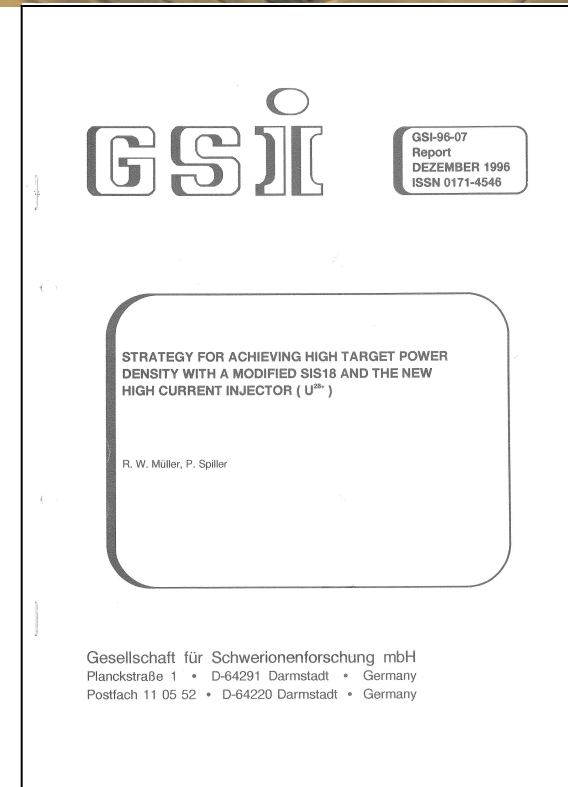 GSI
GSI-96-07
Report
DEZEMBER 1996
ISSN 0171-4546
STRATEGY FOR ACHIEVING HIGH TARGET POWER
DENSITY WITH A MODIFIED SIS18 AND THE NEW
HIGH CURRENT INJECTOR ( U²⁸⁺ )
R. W. Müller, P. Spiller
Gesellschaft für Schwerionenforschung mbH
Planckstraße 1 • D-64291 Darmstadt • Germany
Postfach 11 05 52 • D-64220 Darmstadt • Germany